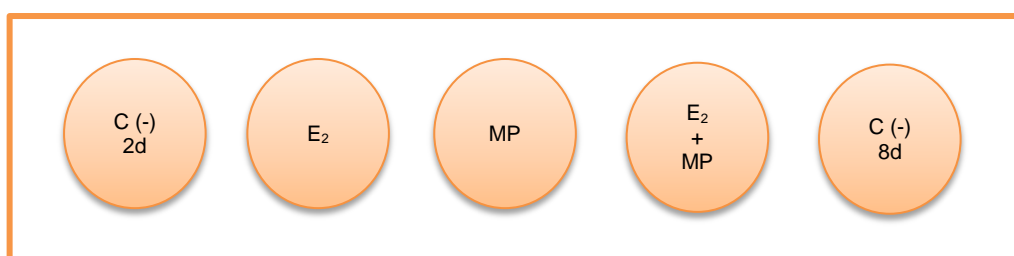 C (-)
2d
E₂
MP
E₂
+
MP
C (-)
8d